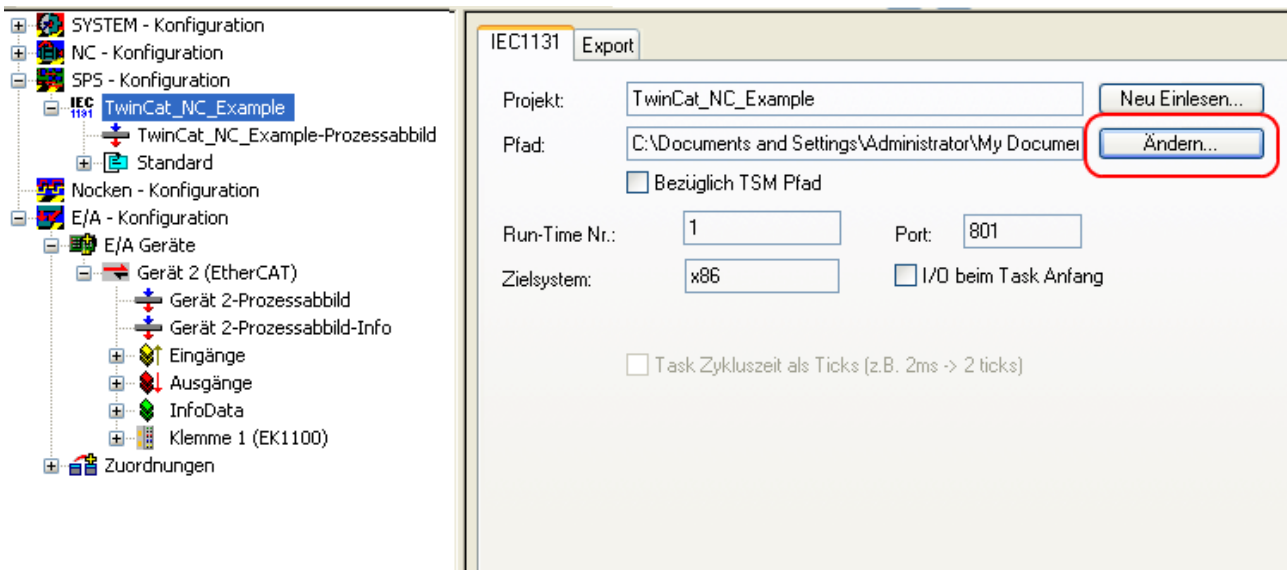 SYSTEM - Konfiguration
NC - Konfiguration
SPS - Konfiguration
IEC 1131 TwinCat_NC_Example
TwinCat_NC_Example-Prozessabbild
Standard
Nocken - Konfiguration
E/A - Konfiguration
E/A Geräte
Gerät 2 (EtherCAT)
Gerät 2-Prozessabbild
Gerät 2-Prozessabbild-Info
Eingänge
Ausgänge
InfoData
Klemme 1 (EK1100)
Zuordnungen
IEC1131 Export
Projekt: TwinCat_NC_Example Neu Einlesen...
Pfad: C:\Documents and Settings\Administrator\My Documen Ändern...
Bezüglich TSM Pfad
Run-Time Nr.: 1 Port: 801
Zielsystem: x86 I/O beim Task Anfang
Task Zykluszeit als Ticks (z.B. 2ms -> 2 ticks)